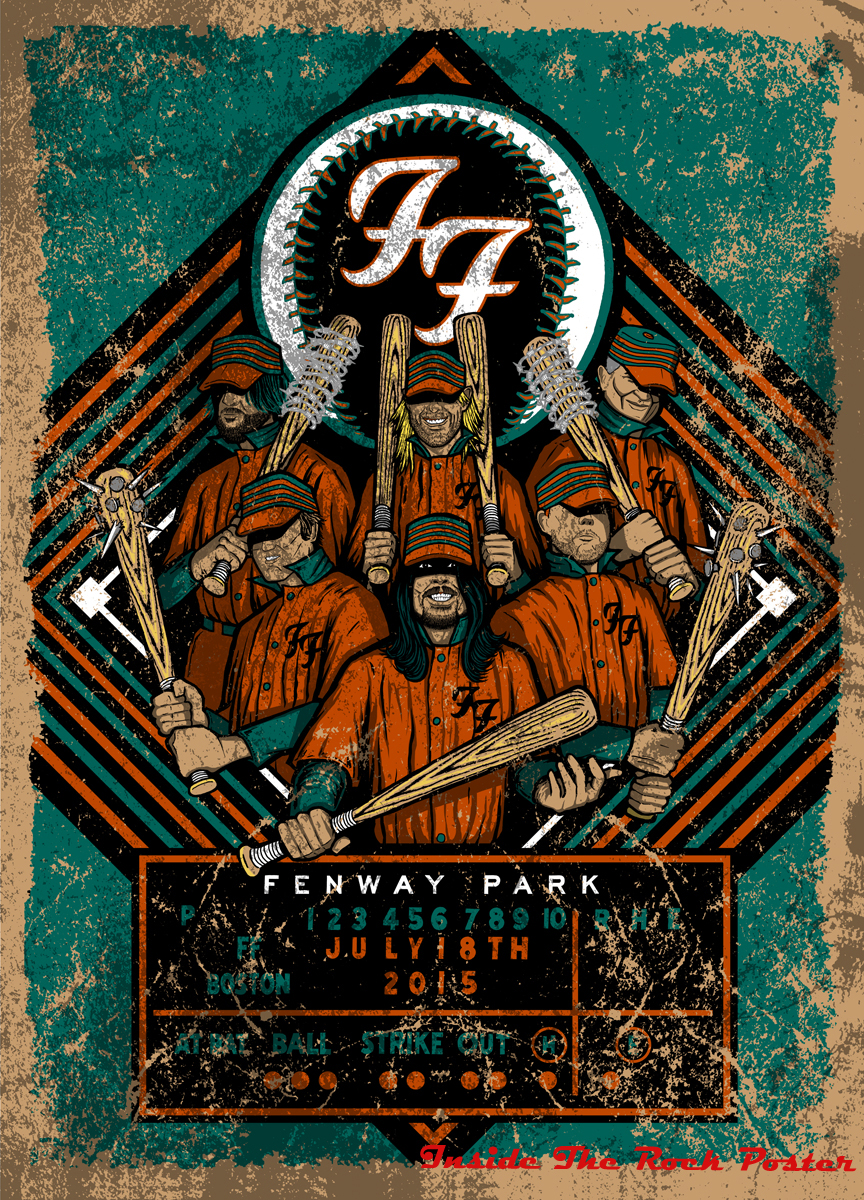 FF
FF
FF
FF
FF
FF
FENWAY PARK
P 1 2 3 4 5 6 7 8 9 10 R H E
FF JULY 18TH
BOSTON 2015
AT BAT BALL STRIKE OUT H E
Inside The Rock Poster